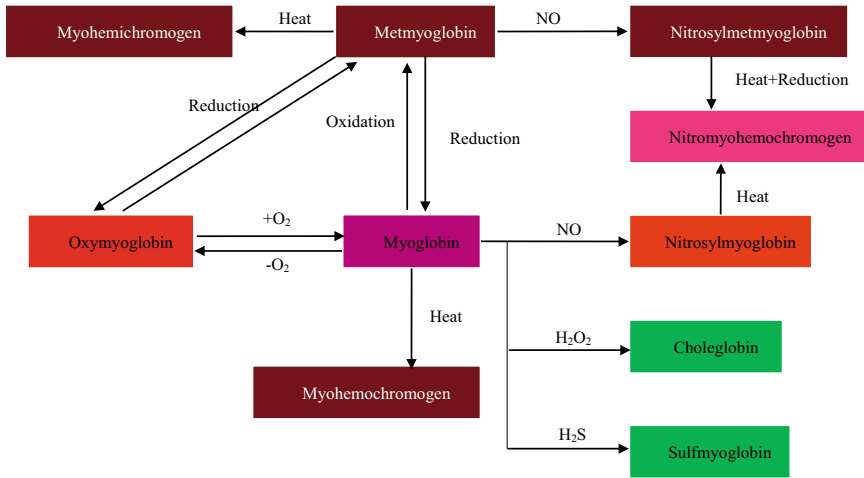 Myohemichromogen
Heat
Metmyoglobin
NO
Nitrosylmetmyoglobin
Heat+Reduction
Reduction
Oxidation
Reduction
Nitromyohemochromogen
Heat
Oxymyoglobin
+O₂
-O₂
Myoglobin
NO
Nitrosylmyoglobin
Heat
H₂O₂
Choleglobin
Myohemochromogen
H₂S
Sulfmyoglobin